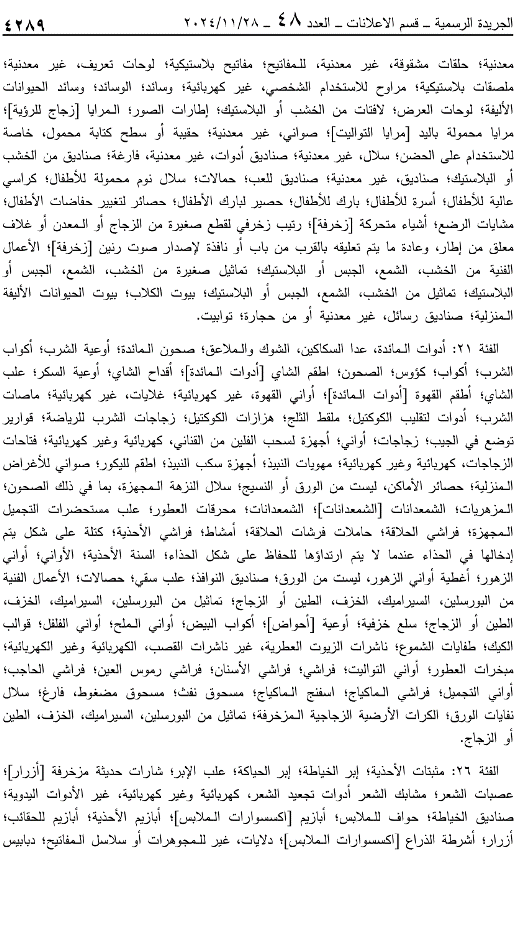 الجريدة الرسمية – قسم الاعلانات – العدد ٤٨ – ٢٠٢٤/١١/٢٨ ٤٢٨٩
معدنية؛ حلقات مشقوقة، غير معدنية، للمفاتيح؛ مفاتيح بلاستيكية؛ لوحات تعريف، غير معدنية؛
ملصقات بلاستيكية؛ مراوح للاستخدام الشخصي، غير كهربائية؛ وسائد؛ الوسائد؛ وسائد الحيوانات
الأليفة؛ لوحات العرض؛ لافتات من الخشب أو البلاستيك؛ إطارات الصور؛ المرايا [زجاج للرؤية]؛
مرايا محمولة باليد [مرايا التواليت]؛ صواني، غير معدنية؛ حقيبة أو سطح كتابة محمول، خاصة
للاستخدام على الحضن؛ سلال، غير معدنية؛ صناديق أدوات، غير معدنية، فارغة؛ صناديق من الخشب
أو البلاستيك؛ صناديق، غير معدنية؛ صناديق للعب؛ حمالات؛ سلال نوم محمولة للأطفال؛ كراسي
عالية للأطفال؛ أسرة للأطفال؛ بارك للأطفال؛ حصير لبارك الأطفال؛ حصائر لتغيير حفاضات الأطفال؛
مشايات الرضع؛ أشياء متحركة [زخرفة]؛ رتيب زخرفي لقطع صغيرة من الزجاج أو المعدن أو غلاف
معلق من إطار، وعادة ما يتم تعليقه بالقرب من باب أو نافذة لإصدار صوت رنين [زخرفة]؛ الأعمال
الفنية من الخشب، الشمع، الجبس أو البلاستيك؛ تماثيل صغيرة من الخشب، الشمع، الجبس أو
البلاستيك؛ تماثيل من الخشب، الشمع، الجبس أو البلاستيك؛ بيوت الكلاب؛ بيوت الحيوانات الأليفة
المنزلية؛ صناديق رسائل، غير معدنية أو من حجارة؛ توابيت.
الفئة ٢١: أدوات المائدة، عدا السكاكين، الشوك والملاعق؛ صحون المائدة؛ أوعية الشرب؛ أكواب
الشرب؛ أكواب؛ كؤوس؛ الصحون؛ اطقم الشاي [أدوات المائدة]؛ أقداح الشاي؛ أوعية السكر؛ علب
الشاي؛ أطقم القهوة [أدوات المائدة]؛ أواني القهوة، غير كهربائية؛ غلايات، غير كهربائية؛ ماصات
الشرب؛ أدوات لتقليب الكوكتيل؛ ملقط الثلج؛ هزازات الكوكتيل؛ زجاجات الشرب للرياضة؛ قوارير
توضع في الجيب؛ زجاجات؛ أواني؛ أجهزة لسحب الفلين من القناني، كهربائية وغير كهربائية؛ فتاحات
الزجاجات، كهربائية وغير كهربائية؛ مهويات النبيذ؛ أجهزة سكب النبيذ؛ اطقم لليكور؛ صواني للأغراض
المنزلية؛ حصائر الأماكن، ليست من الورق أو النسيج؛ سلال النزهة المجهزة، بما في ذلك الصحون؛
المزهريات؛ الشمعدانات [الشمعدانات]؛ الشمعدانات؛ محرقات العطور؛ علب مستحضرات التجميل
المجهزة؛ فراشي الحلاقة؛ حاملات فرشات الحلاقة؛ أمشاط؛ فراشي الأحذية؛ كتلة على شكل يتم
إدخالها في الحذاء عندما لا يتم ارتداؤها للحفاظ على شكل الحذاء؛ السنة الأحذية؛ الأواني؛ أواني
الزهور؛ أغطية أواني الزهور، ليست من الورق؛ صناديق النوافذ؛ علب سقي؛ حصالات؛ الأعمال الفنية
من البورسلين، السيراميك، الخزف، الطين أو الزجاج؛ تماثيل من البورسلين، السيراميك، الخزف،
الطين أو الزجاج؛ سلع خزفية؛ أوعية [أحواض]؛ أكواب البيض؛ أواني الملح؛ أواني الفلفل؛ قوالب
الكيك؛ طفايات الشموع؛ ناشرات الزيوت العطرية، غير ناشرات القصب، الكهربائية وغير الكهربائية؛
مبخرات العطور؛ أواني التواليت؛ فراشي؛ فراشي الأسنان؛ فراشي رموس العين؛ فراشي الحاجب؛
أواني التجميل؛ فراشي الماكياج؛ اسفنج الماكياج؛ مسحوق نفث؛ مسحوق مضغوط، فارغ؛ سلال
نفايات الورق؛ الكرات الأرضية الزجاجية المزخرفة؛ تماثيل من البورسلين، السيراميك، الخزف، الطين
أو الزجاج.
الفئة ٢٦: مثبتات الأحذية؛ إبر الخياطة؛ إبر الحياكة؛ علب الإبر؛ شارات حديثة مزخرفة [أزرار]؛
عصبات الشعر؛ مشابك الشعر أدوات تجعيد الشعر، كهربائية وغير كهربائية، غير الأدوات اليدوية؛
صناديق الخياطة؛ حواف للملابس؛ أبازيم [اكسسوارات الملابس]؛ أبازيم الأحذية؛ أبازيم للحقائب؛
أزرار؛ أشرطة الذراع [اكسسوارات الملابس]؛ دلايات، غير للمجوهرات أو سلاسل المفاتيح؛ دبابيس